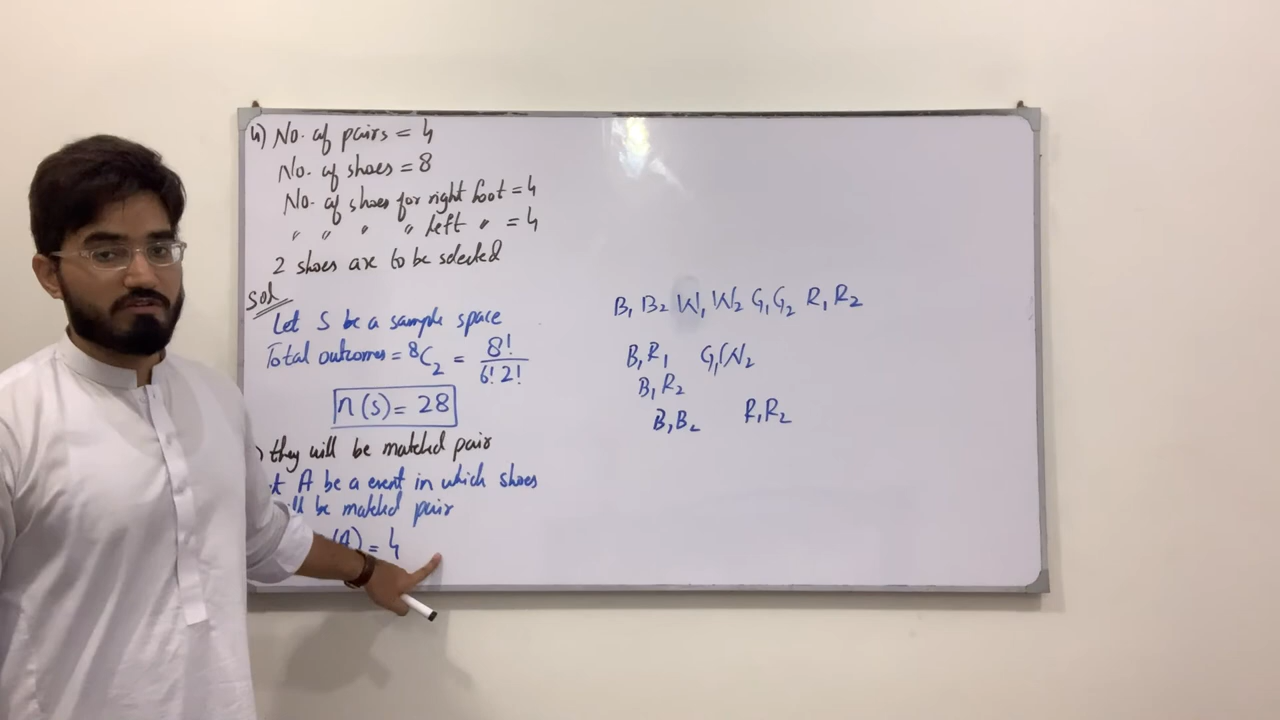 4) No. of pairs = 4
No. of shoes = 8
No. of shoes for right foot = 4
〃 〃 〃 〃 left 〃 = 4
2 shoes are to be selected
Sol
Let S be a sample space
Total outcomes = ⁸C₂ = 8! / 6! 2!
n(S) = 28
) they will be matched pair
t A be a event in which shoes
ll be matched pair
(A) = 4
B₁ B₂ W₁ W₂ G₁ G₂ R₁ R₂
B₁R₁ G₁W₂
B₁R₂
B₁B₂ R₁R₂